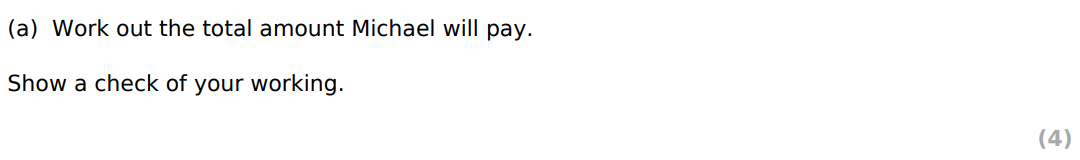 (a) Work out the total amount Michael will pay.
Show a check of your working.
(4)